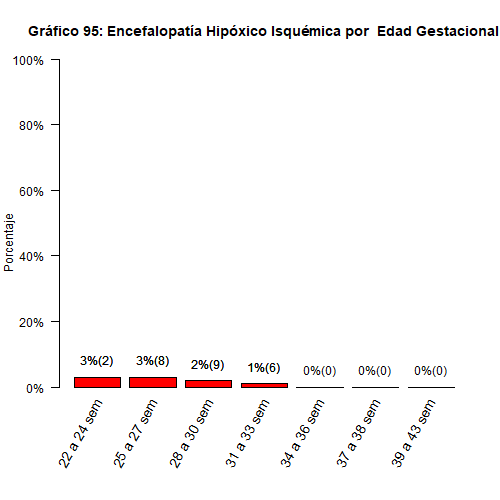 Gráfico 95: Encefalopatía Hipóxico Isquémica por  Edad Gestacional
Porcentaje
100%
80%
60%
40%
20%
0%
3%(2)
3%(8)
2%(9)
1%(6)
0%(0)
0%(0)
0%(0)
22 a 24 sem
25 a 27 sem
28 a 30 sem
31 a 33 sem
34 a 36 sem
37 a 38 sem
39 a 43 sem